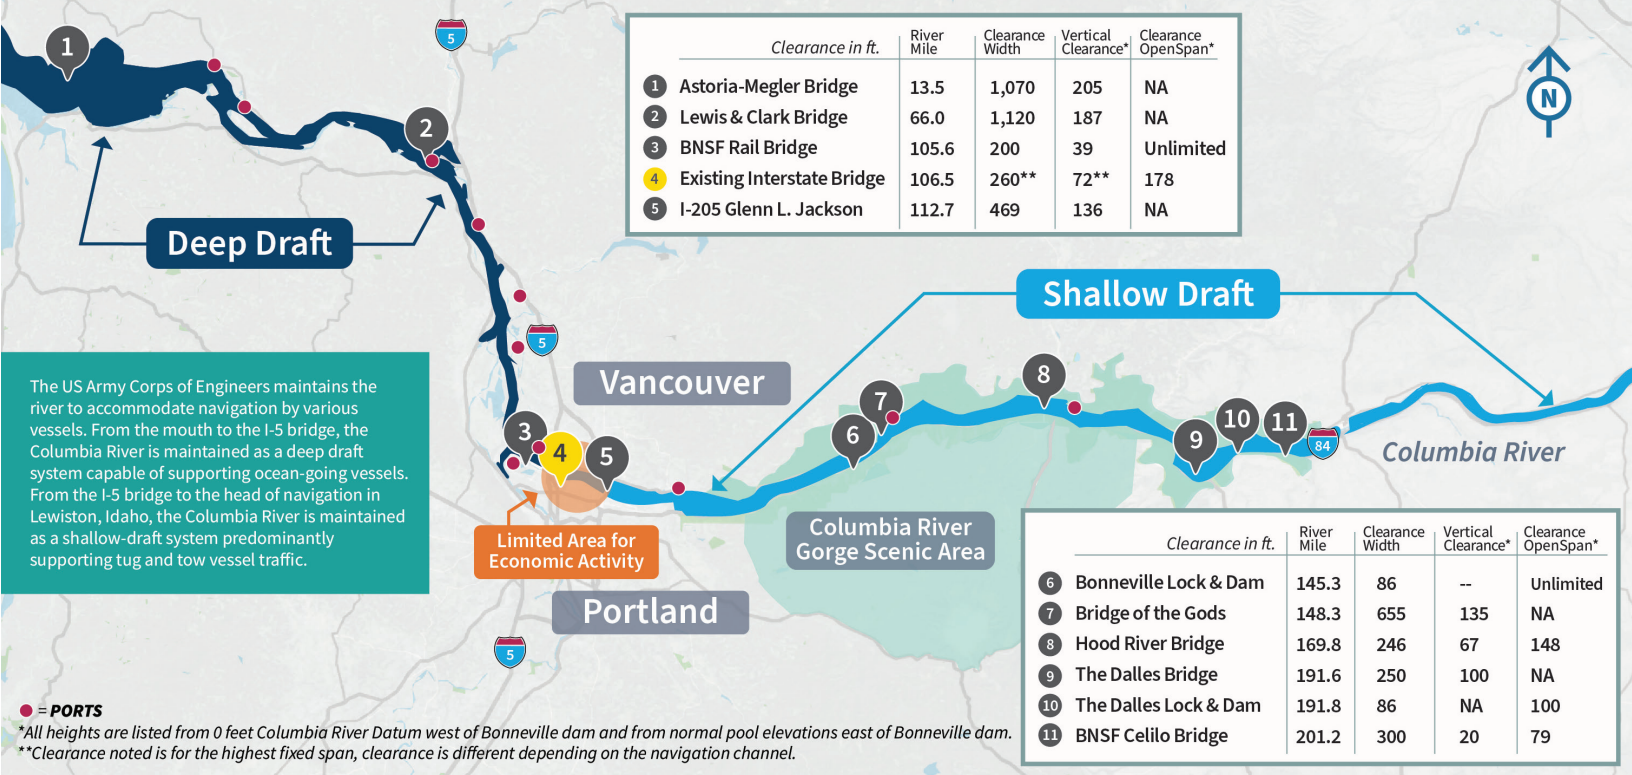 5
N
1
2
Deep Draft
Clearance in ft. River Mile Clearance Width Vertical Clearance* Clearance OpenSpan*
1 Astoria-Megler Bridge 13.5 1,070 205 NA
2 Lewis & Clark Bridge 66.0 1,120 187 NA
3 BNSF Rail Bridge 105.6 200 39 Unlimited
4 Existing Interstate Bridge 106.5 260** 72** 178
5 I-205 Glenn L. Jackson 112.7 469 136 NA
Shallow Draft
5
Vancouver
The US Army Corps of Engineers maintains the
river to accommodate navigation by various
vessels. From the mouth to the I-5 bridge, the
Columbia River is maintained as a deep draft
system capable of supporting ocean-going vessels.
From the I-5 bridge to the head of navigation in
Lewiston, Idaho, the Columbia River is maintained
as a shallow-draft system predominantly
supporting tug and tow vessel traffic.
3
4
5
6
7
8
9
10
11
84
Columbia River
Limited Area for
Economic Activity
Columbia River
Gorge Scenic Area
Portland
5
Clearance in ft. River Mile Clearance Width Vertical Clearance* Clearance OpenSpan*
6 Bonneville Lock & Dam 145.3 86 -- Unlimited
7 Bridge of the Gods 148.3 655 135 NA
8 Hood River Bridge 169.8 246 67 148
9 The Dalles Bridge 191.6 250 100 NA
10 The Dalles Lock & Dam 191.8 86 NA 100
11 BNSF Celilo Bridge 201.2 300 20 79
= PORTS
*All heights are listed from 0 feet Columbia River Datum west of Bonneville dam and from normal pool elevations east of Bonneville dam.
**Clearance noted is for the highest fixed span, clearance is different depending on the navigation channel.